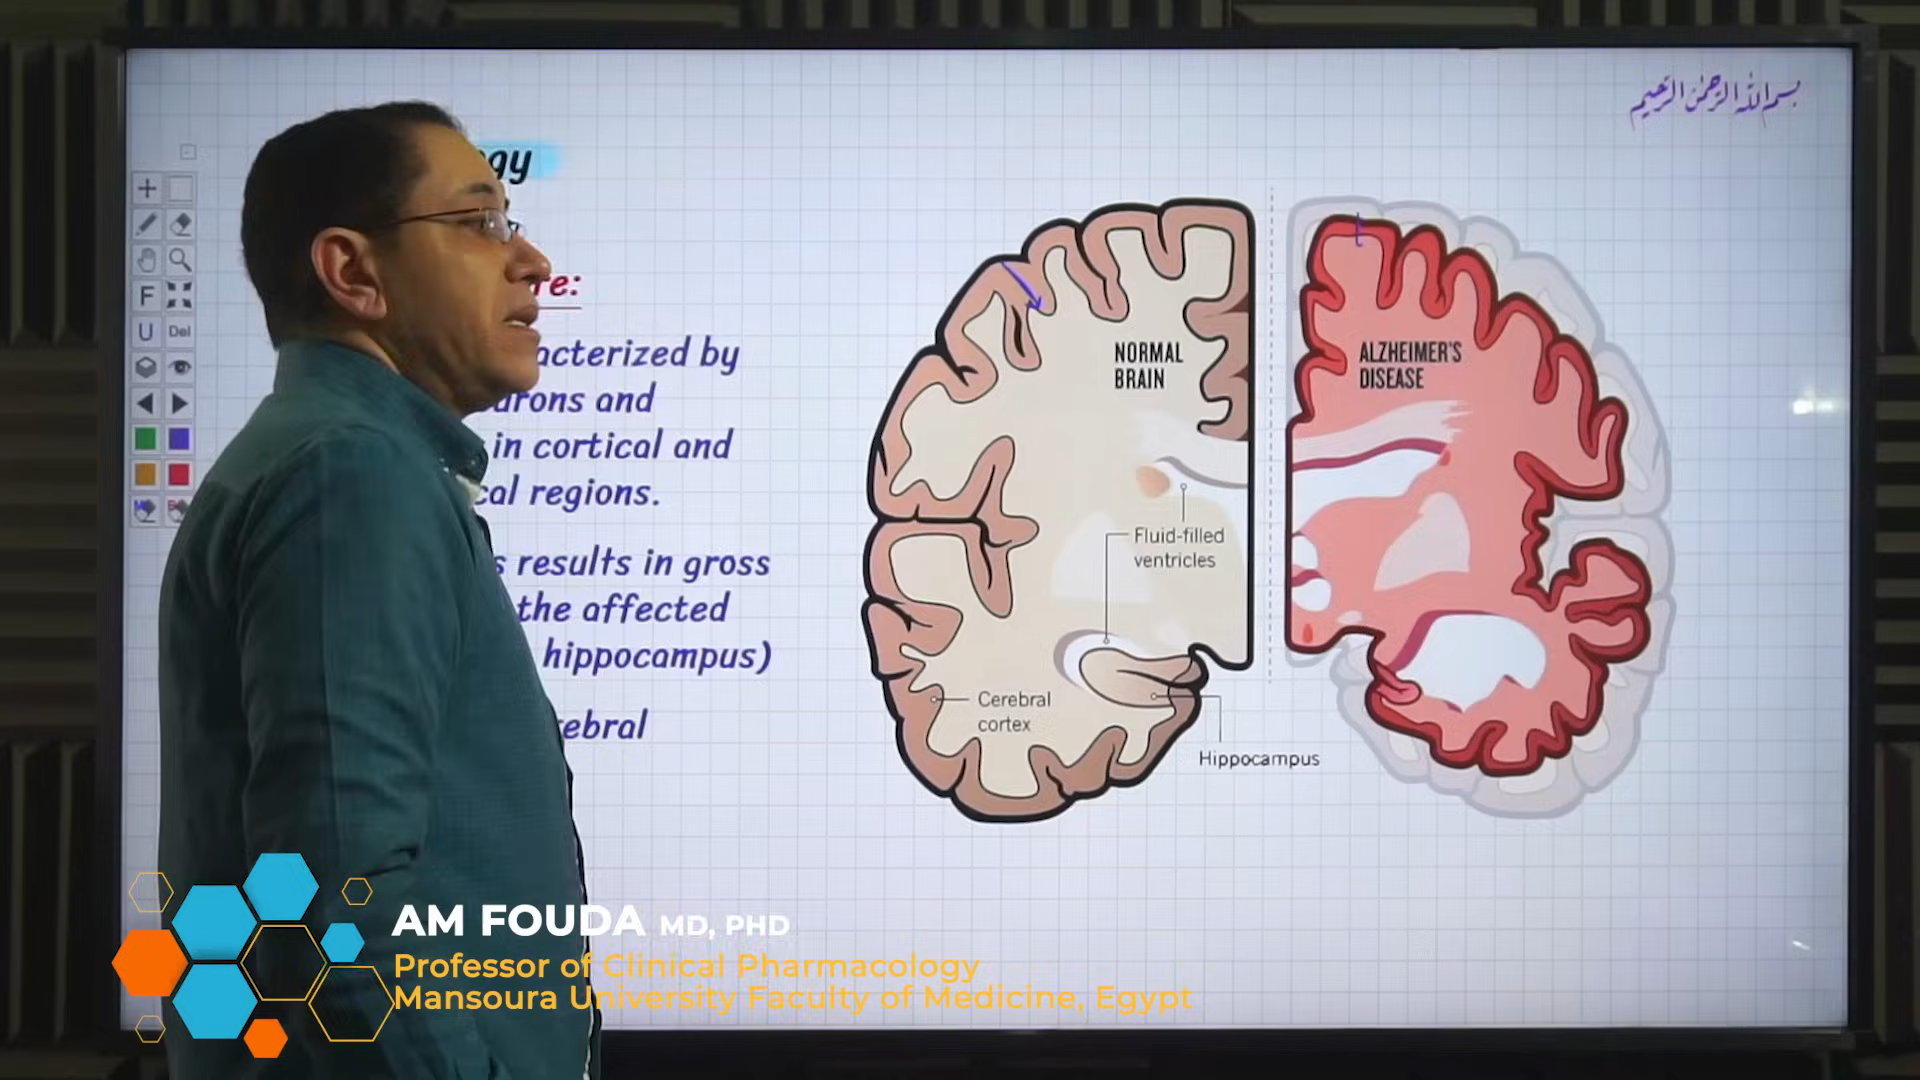 بسم الله الرحمن الرحيم
gy
re:
acterized by
urons and
in cortical and
cal regions.
s results in gross
the affected
hippocampus)
ebral
NORMAL
BRAIN
ALZHEIMER'S
DISEASE
Fluid-filled
ventricles
Cerebral
cortex
Hippocampus
F
U
Del
AM FOUDA MD, PHD
Professor of Clinical Pharmacology
Mansoura University Faculty of Medicine, Egypt